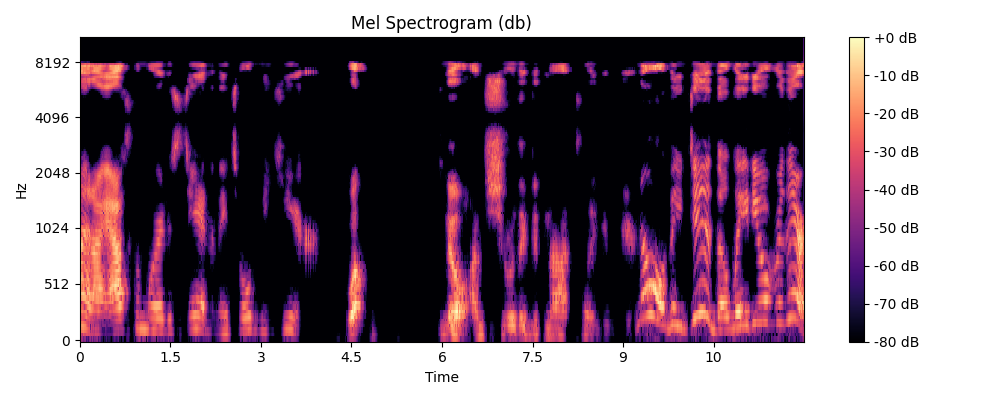 Mel Spectrogram (db)
Hz
8192
4096
2048
1024
512
0
0 1.5 3 4.5 6 7.5 9 10
Time
+0 dB
-10 dB
-20 dB
-30 dB
-40 dB
-50 dB
-60 dB
-70 dB
-80 dB